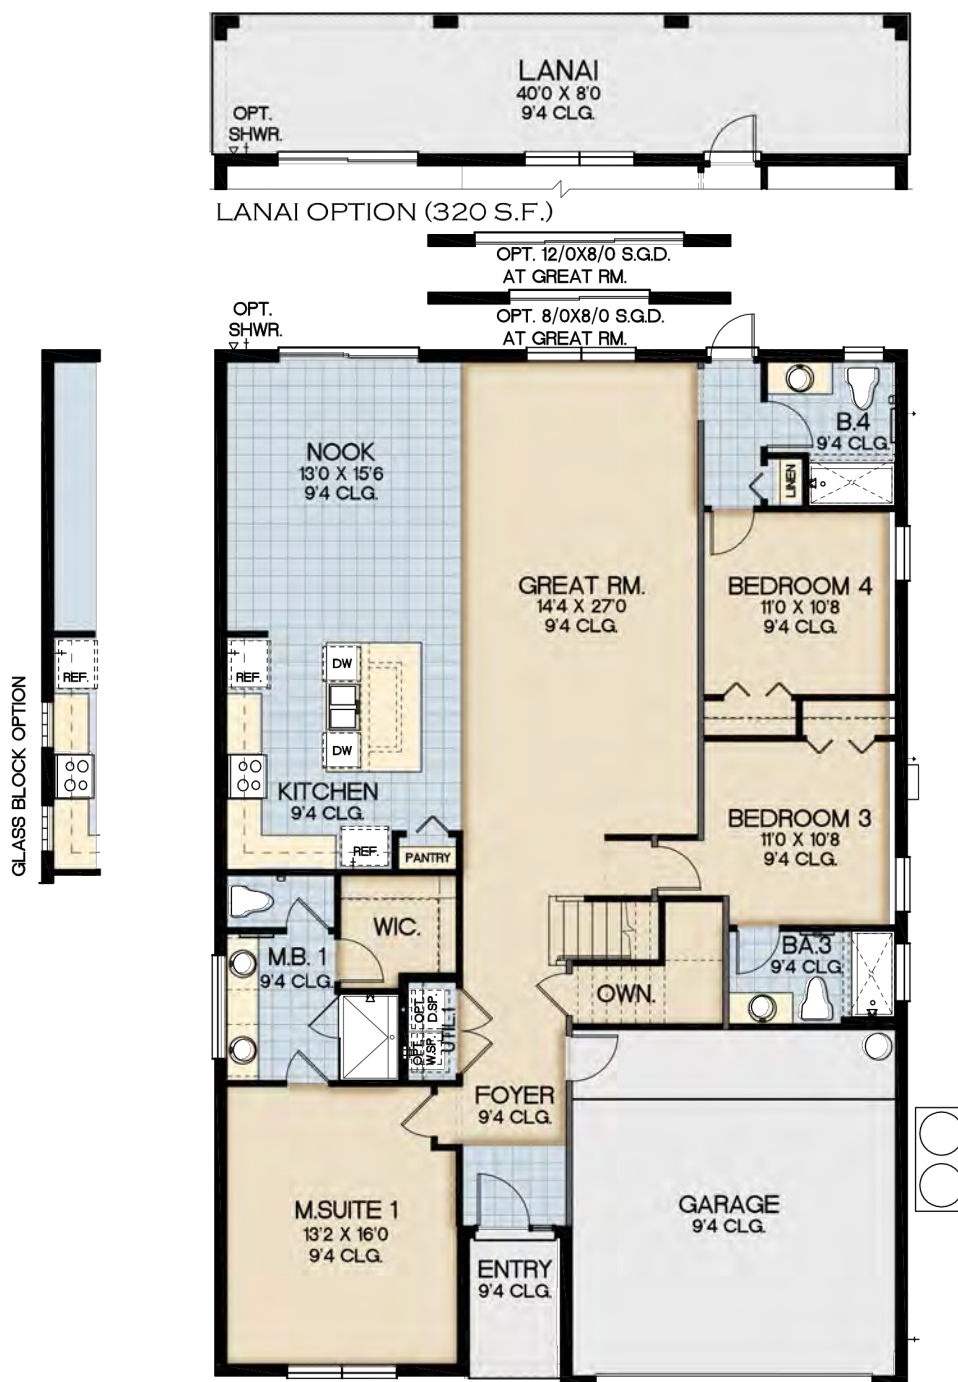 LANAI
40'0 X 8'0
9'4 CLG.
OPT.
SHWR.
LANAI OPTION (320 S.F.)
OPT. 12/0X8/0 S.G.D.
AT GREAT RM.
OPT. 8/0X8/0 S.G.D.
AT GREAT RM.
OPT.
SHWR.
NOOK
13'0 X 15'6
9'4 CLG.
B.4
9'4 CLG.
LINEN
GREAT RM.
14'4 X 27'0
9'4 CLG.
BEDROOM 4
11'0 X 10'8
9'4 CLG.
GLASS BLOCK OPTION
REF.
REF.
DW
DW
KITCHEN
9'4 CLG.
REF.
PANTRY
BEDROOM 3
11'0 X 10'8
9'4 CLG.
WIC.
M.B. 1
9'4 CLG.
BA.3
9'4 CLG.
OWN.
OPT.
D.SP.
OPT.
W.SP.
UTIL.1
FOYER
9'4 CLG.
M.SUITE 1
13'2 X 16'0
9'4 CLG.
GARAGE
9'4 CLG.
ENTRY
9'4 CLG.